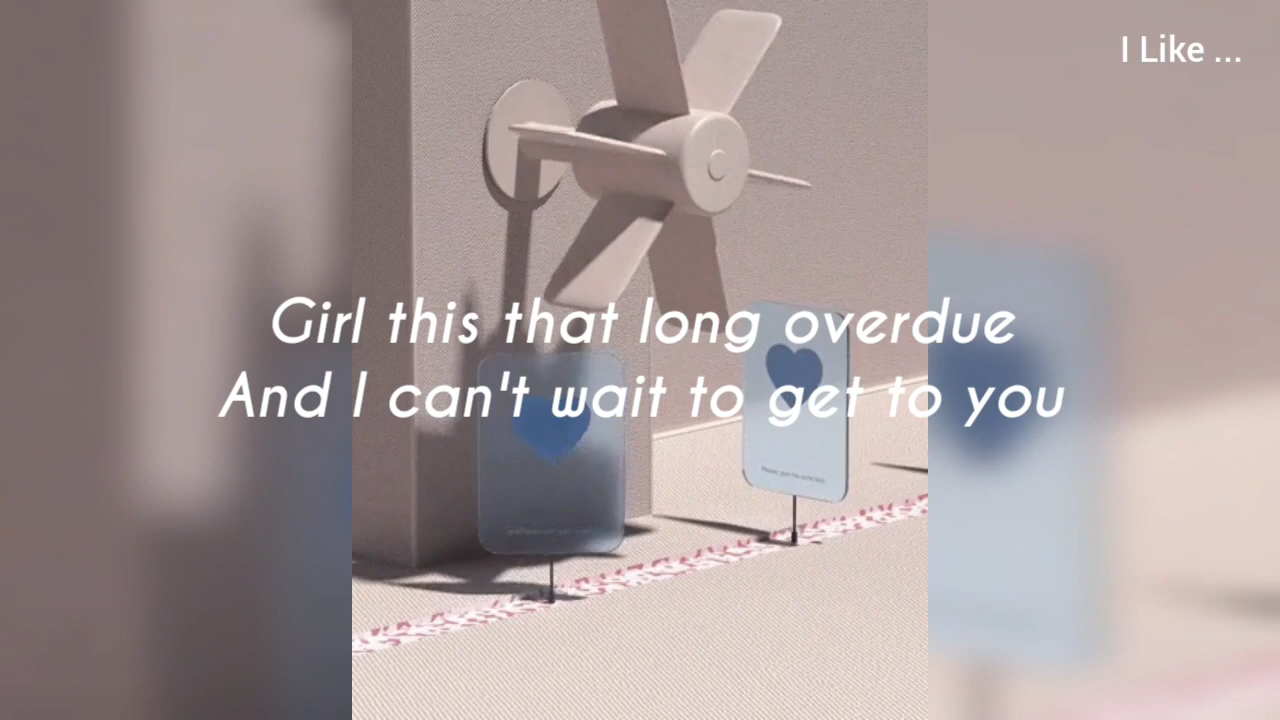 I Like ...
Girl this that long overdue
And I can't wait to get to you